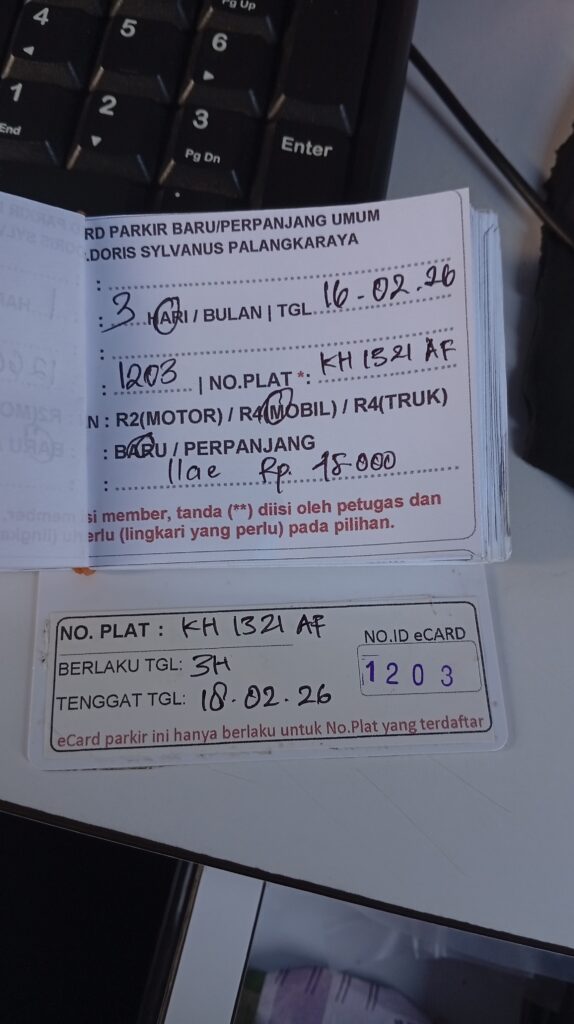 Pg Up
4
5
6
1
End
2
3
Pg Dn
Enter
RD PARKIR BARU/PERPANJANG UMUM
.DORIS SYLVANUS PALANGKARAYA
:
: 3 HARI / BULAN | TGL 16-02.26
:
: 1203 | NO.PLAT *: KH 1321 AF
N : R2(MOTOR) / R4(MOBIL) / R4(TRUK)
: BARU / PERPANJANG
: Rp. 18.000
si member, tanda (**) diisi oleh petugas dan
erlu (lingkari yang perlu) pada pilihan.
NO. PLAT : KH 1321 AF
NO.ID eCARD
BERLAKU TGL: 3H
1203
TENGGAT TGL: 18.02.26
eCard parkir ini hanya berlaku untuk No.Plat yang terdaftar